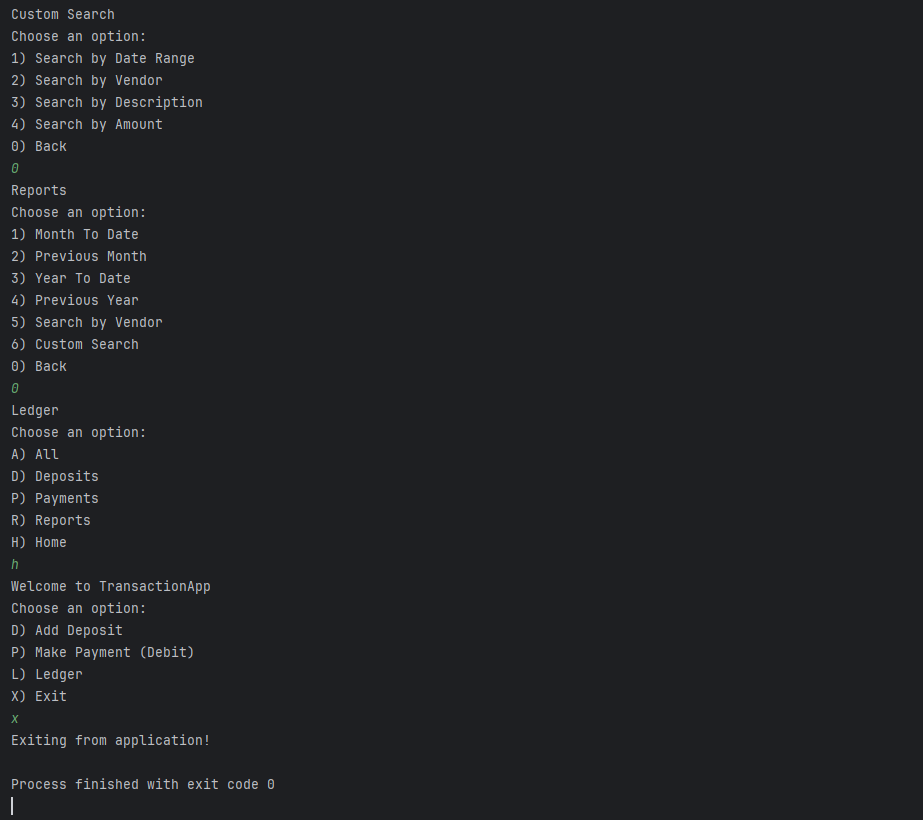 Custom Search
Choose an option:
1) Search by Date Range
2) Search by Vendor
3) Search by Description
4) Search by Amount
0) Back
0
Reports
Choose an option:
1) Month To Date
2) Previous Month
3) Year To Date
4) Previous Year
5) Search by Vendor
6) Custom Search
0) Back
0
Ledger
Choose an option:
A) All
D) Deposits
P) Payments
R) Reports
H) Home
h
Welcome to TransactionApp
Choose an option:
D) Add Deposit
P) Make Payment (Debit)
L) Ledger
X) Exit
x
Exiting from application!

Process finished with exit code 0